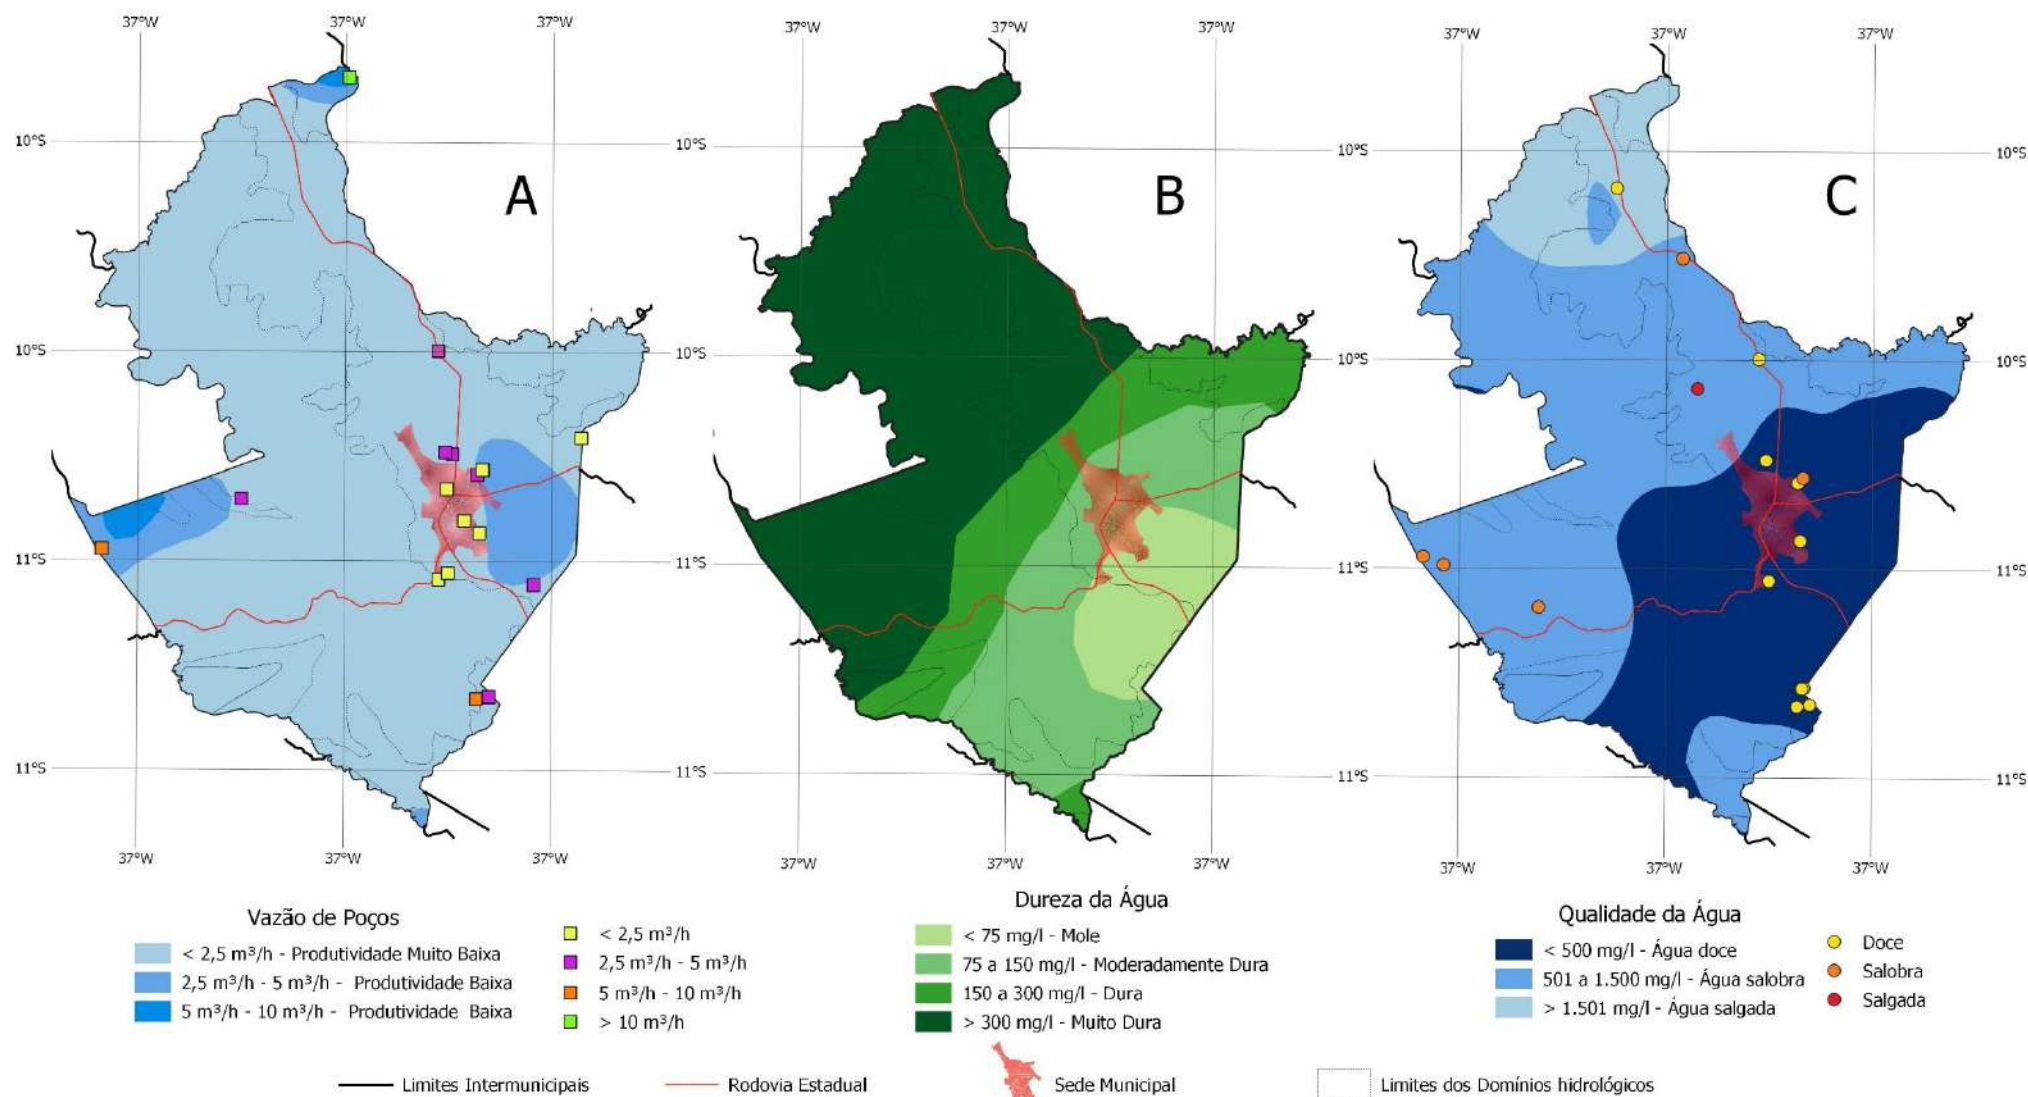 37°W 37°W 37°W
37°W 37°W 37°W
37°W 37°W 37°W
10°S
10°S
10°S
10°S
A
B
C
10°S
10°S
10°S
10°S
11°S
11°S
11°S
11°S
11°S
11°S
11°S
11°S
37°W 37°W 37°W
37°W 37°W 37°W
37°W 37°W 37°W
Vazão de Poços
< 2,5 m³/h - Produtividade Muito Baixa
2,5 m³/h - 5 m³/h - Produtividade Baixa
5 m³/h - 10 m³/h - Produtividade Baixa
< 2,5 m³/h
2,5 m³/h - 5 m³/h
5 m³/h - 10 m³/h
> 10 m³/h
Dureza da Água
< 75 mg/l - Mole
75 a 150 mg/l - Moderadamente Dura
150 a 300 mg/l - Dura
> 300 mg/l - Muito Dura
Qualidade da Água
< 500 mg/l - Água doce
501 a 1.500 mg/l - Água salobra
> 1.501 mg/l - Água salgada
Doce
Salobra
Salgada
Limites Intermunicipais
Rodovia Estadual
Sede Municipal
Limites dos Domínios hidrológicos